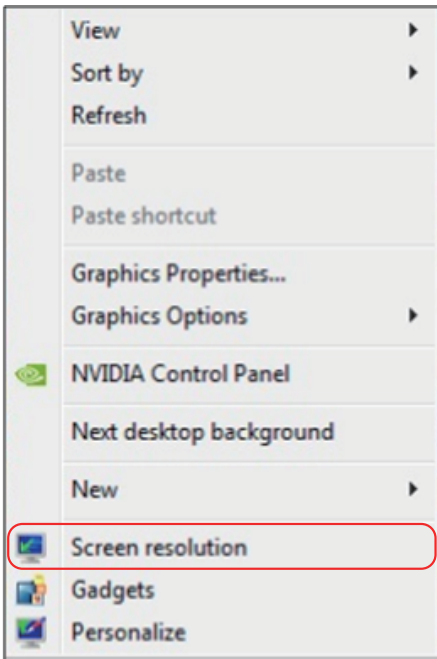 View
Sort by
Refresh
Paste
Paste shortcut
Graphics Properties...
Graphics Options
NVIDIA Control Panel
Next desktop background
New
Screen resolution
Gadgets
Personalize